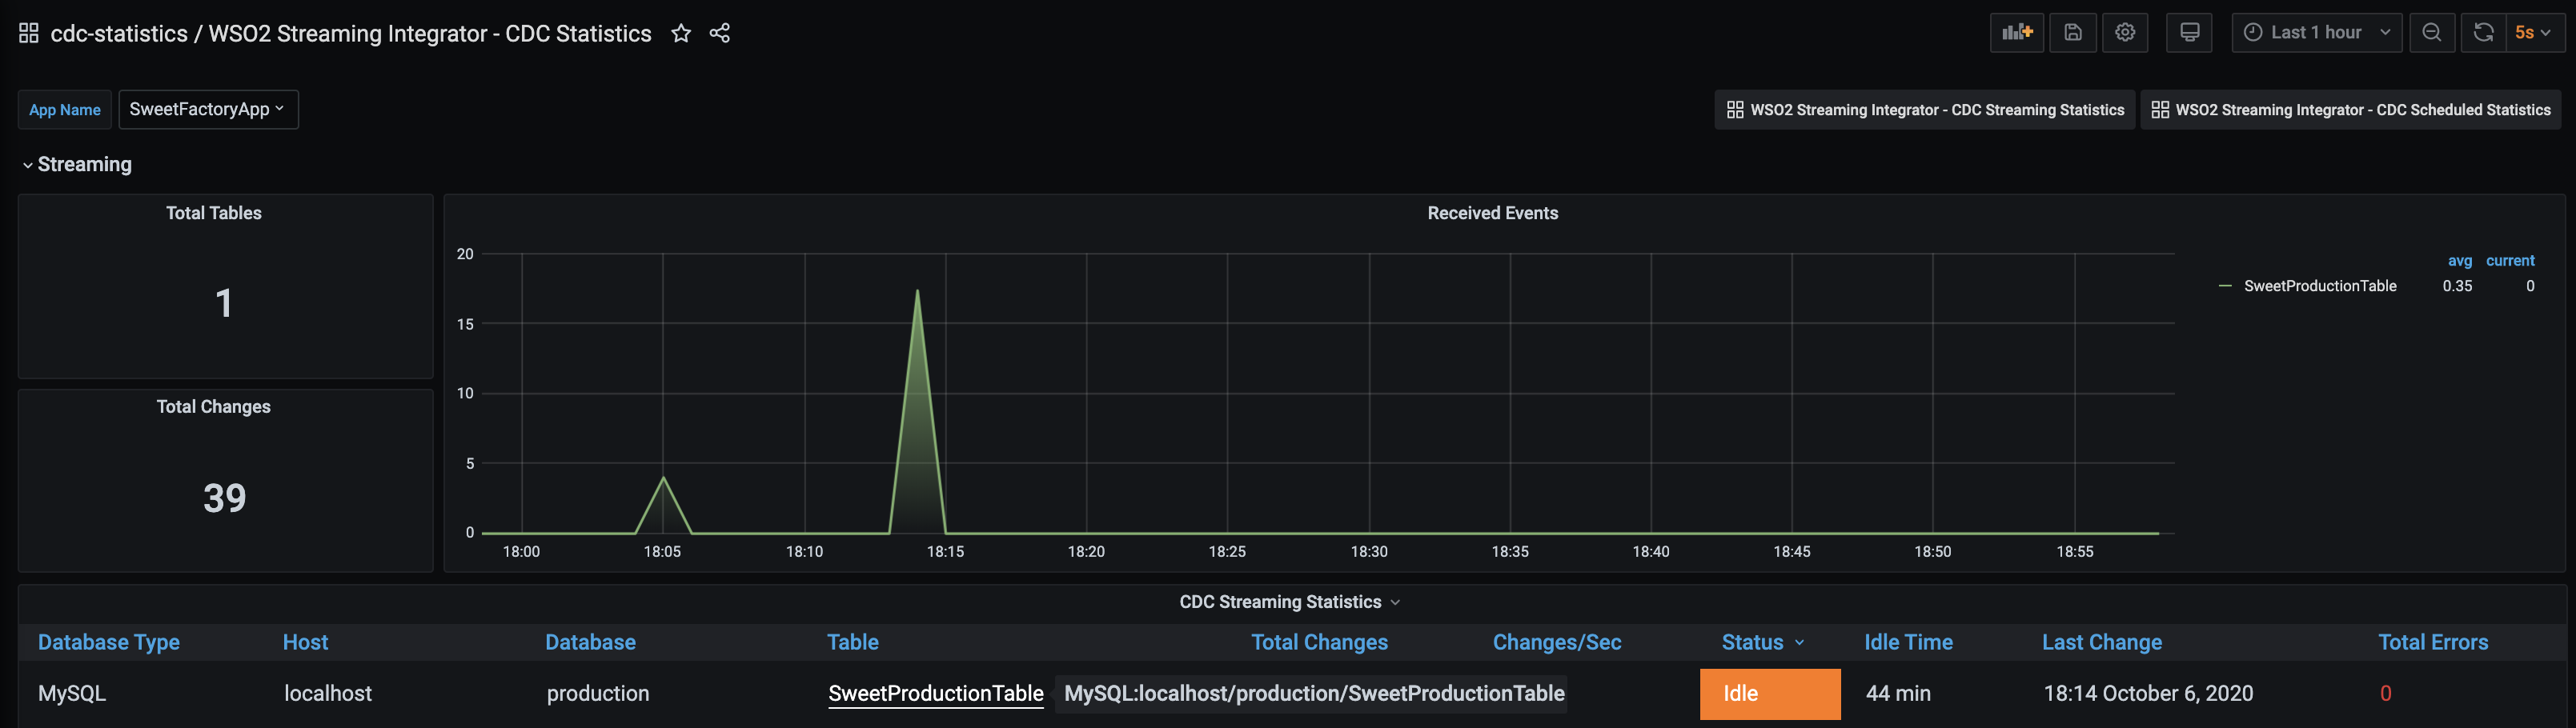 cdc-statistics / WSO2 Streaming Integrator - CDC Statistics
Last 1 hour
5s
App Name
SweetFactoryApp
WSO2 Streaming Integrator - CDC Streaming Statistics
WSO2 Streaming Integrator - CDC Scheduled Statistics
Streaming
Total Tables
1
Total Changes
39
Received Events
20
15
10
5
0
18:00 18:05 18:10 18:15 18:20 18:25 18:30 18:35 18:40 18:45 18:50 18:55
avg current
SweetProductionTable 0.35 0
CDC Streaming Statistics
Database Type Host Database Table Total Changes Changes/Sec Status Idle Time Last Change Total Errors
MySQL localhost production SweetProductionTable MySQL:localhost/production/SweetProductionTable Idle 44 min 18:14 October 6, 2020 0